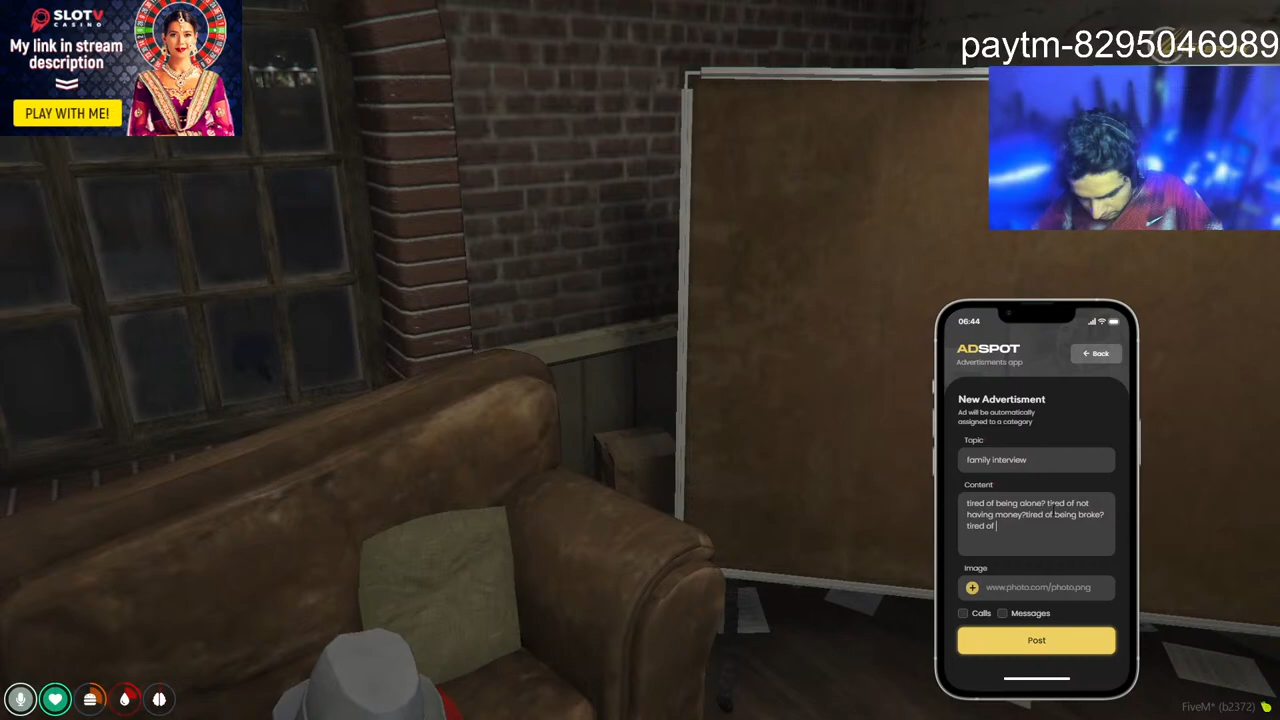 SLOTV
CASINO
My link in stream
description
PLAY WITH ME!
paytm-8295046989
06:44
ADSPOT
Advertisments app
← Back
New Advertisment
Ad will be automatically
assigned to a category
Topic
family interview
Content
tired of being alone? tired of not
having money?tired of being broke?
tired of
Image
www.photo.com/photo.png
Calls
Messages
Post
FiveM* (b2372)